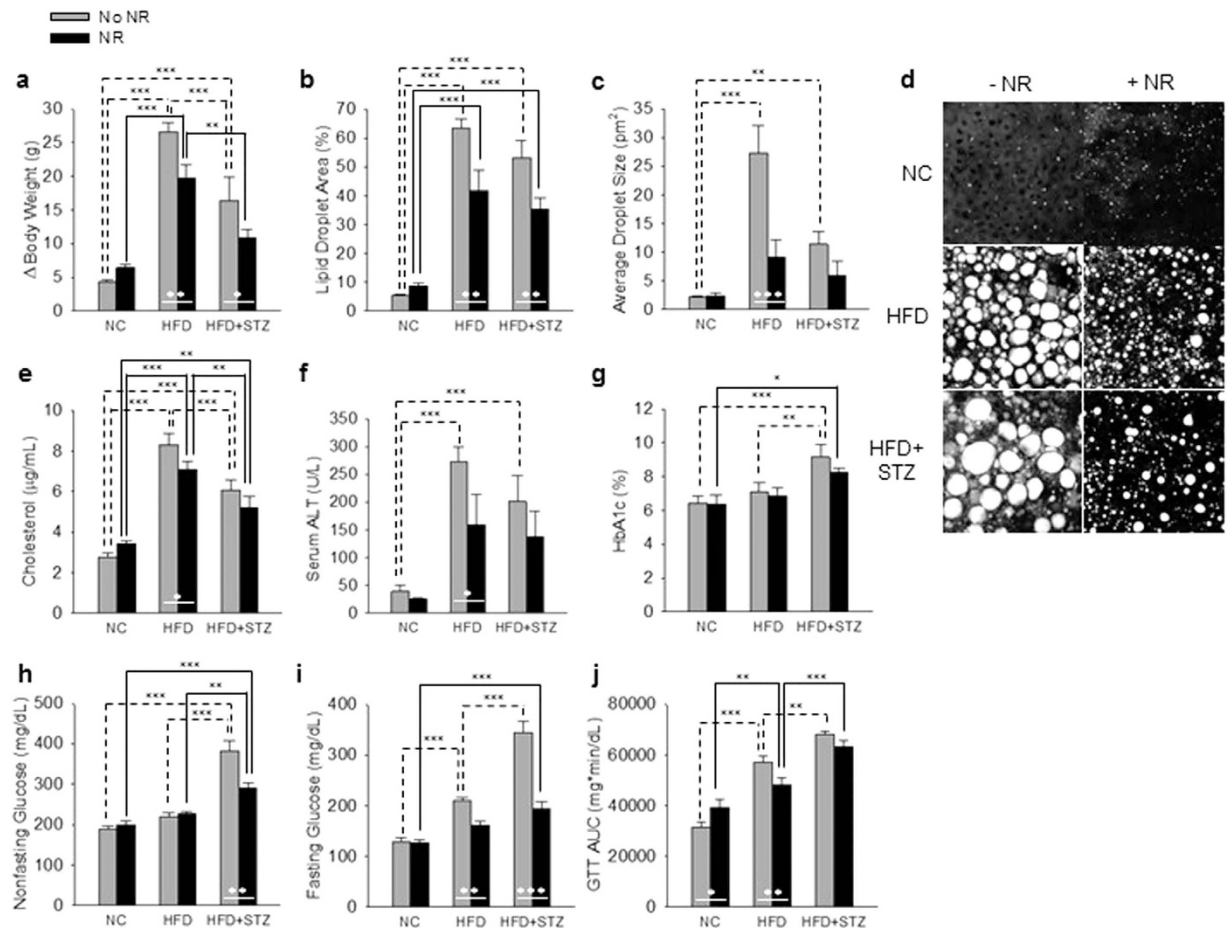 No NR
NR
a
***
***
***
***
**
Δ Body Weight (g)
30
25
20
15
10
5
0
NC HFD HFD+STZ
b
***
***
***
***
Lipid Droplet Area (%)
70
60
50
40
30
20
10
0
NC HFD HFD+STZ
c
**
***
Average Droplet Size (pm²)
35
30
25
20
15
10
5
0
NC HFD HFD+STZ
d
- NR + NR
NC
HFD
HFD+
STZ
e
**
*** **
***
*** ***
Cholesterol (µg/mL)
10
8
6
4
2
0
NC HFD HFD+STZ
f
***
***
Serum ALT (U/L)
350
300
250
200
150
100
50
0
NC HFD HFD+STZ
g
*
***
**
HbA1c (%)
12
10
8
6
4
2
0
NC HFD HFD+STZ
h
***
*** **
***
Nonfasting Glucose (mg/dL)
500
400
300
200
100
0
NC HFD HFD+STZ
i
***
***
***
Fasting Glucose (mg/dL)
400
300
200
100
0
NC HFD HFD+STZ
j
** ***
*** **
GTT AUC (mg*min/dL)
80000
60000
40000
20000
0
NC HFD HFD+STZ